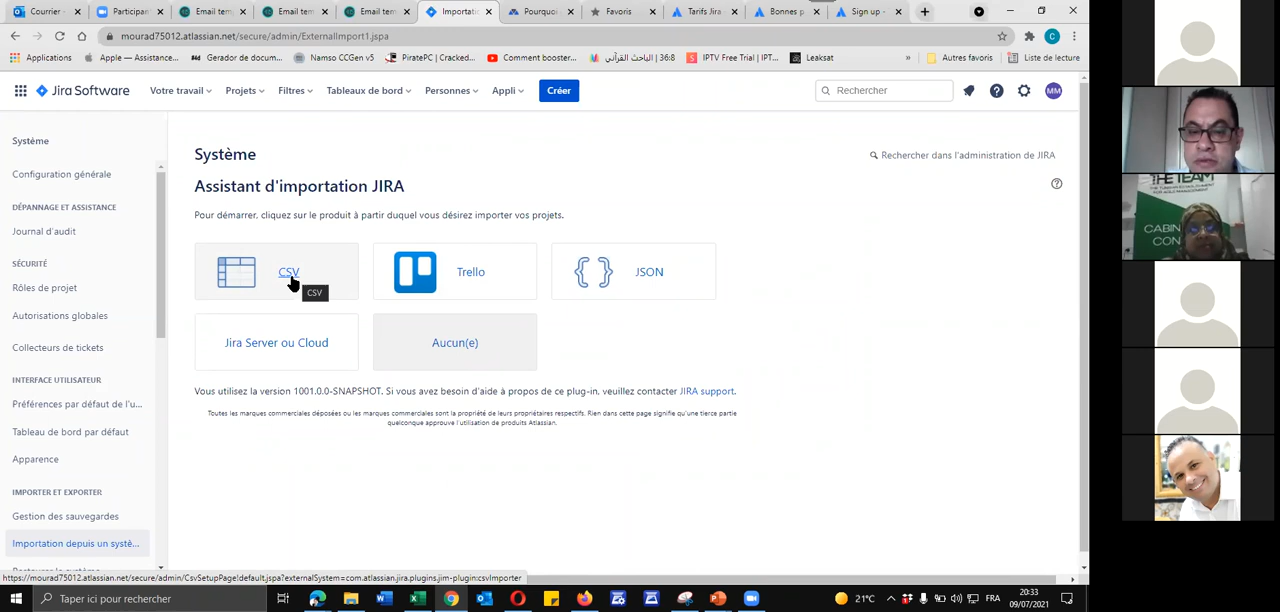 Courrier -
Participan
Email tem
Email tem
Email tem
Importatio
Pourquoi
Favoris
Tarifs Jira
Bonnes p
Sign up -
mourad75012.atlassian.net/secure/admin/ExternalImport1.jspa
Applications
Apple — Assistance...
Gerador de docum...
Namso CCGen v5
PiratePC | Cracked...
Comment booster...
36:8 | الباحث القرآني
IPTV Free Trial | IPT...
Leaksat
»
Autres favoris
Liste de lecture
Jira Software
Votre travail
Projets
Filtres
Tableaux de bord
Personnes
Appli
Créer
Rechercher
MM
Système
Configuration générale
DÉPANNAGE ET ASSISTANCE
Journal d'audit
SÉCURITÉ
Rôles de projet
Autorisations globales
Collecteurs de tickets
INTERFACE UTILISATEUR
Préférences par défaut de l'u...
Tableau de bord par défaut
Apparence
IMPORTER ET EXPORTER
Gestion des sauvegardes
Importation depuis un systè...
Système
Rechercher dans l'administration de JIRA
Assistant d'importation JIRA
Pour démarrer, cliquez sur le produit à partir duquel vous désirez importer vos projets.
CSV
Trello
JSON
CSV
Jira Server ou Cloud
Aucun(e)
Vous utilisez la version 1001.0.0-SNAPSHOT. Si vous avez besoin d'aide à propos de ce plug-in, veuillez contacter JIRA support.
Toutes les marques commerciales déposées ou les marques commerciales sont la propriété de leurs propriétaires respectifs. Rien dans cette page signifie qu'une tierce partie
quelconque approuve l'utilisation de produits Atlassian.
https://mourad75012.atlassian.net/secure/admin/CsvSetupPage!default.jspa?externalSystem=com.atlassian.jira.plugins.jim-plugin:csvImporter
Taper ici pour rechercher
21°C
FRA
20:33
09/07/2021
THE TEAM
CABIN
CON